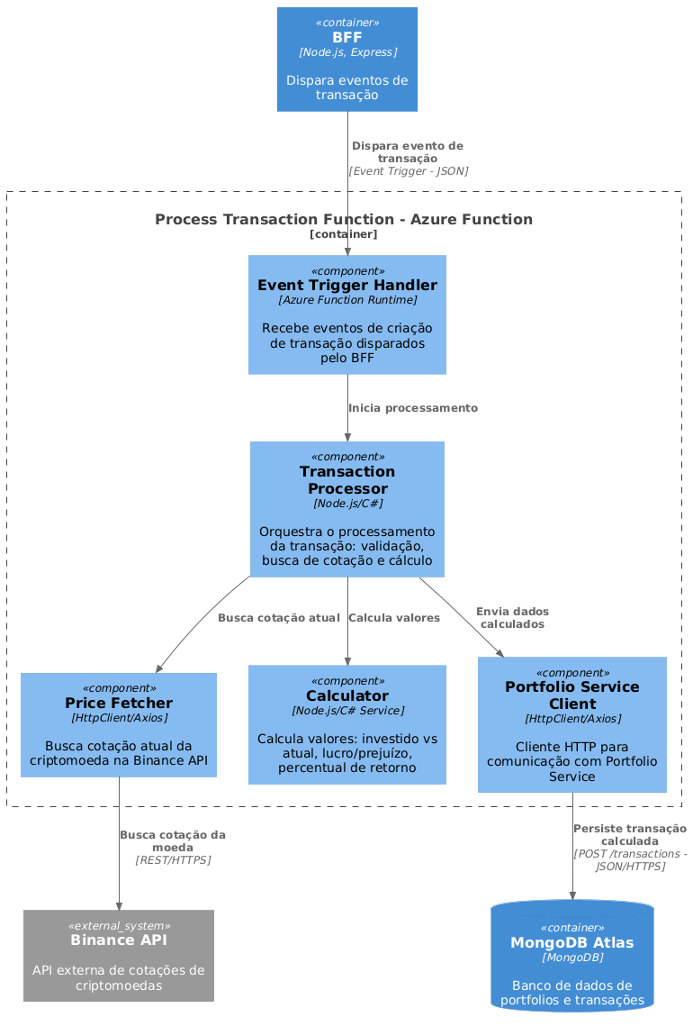 «container»
BFF
[Node.js, Express]
Dispara eventos de
transação
Dispara evento de
transação
[Event Trigger - JSON]
Process Transaction Function - Azure Function
[container]
«component»
Event Trigger Handler
[Azure Function Runtime]
Recebe eventos de criação
de transação disparados
pelo BFF
Inicia processamento
«component»
Transaction
Processor
[Node.js/C#]
Orquestra o processamento
da transação: validação,
busca de cotação e cálculo
Busca cotação atual
Calcula valores
Envia dados
calculados
«component»
Price Fetcher
[HttpClient/Axios]
Busca cotação atual da
criptomoeda na Binance API
«component»
Calculator
[Node.js/C# Service]
Calcula valores: investido vs
atual, lucro/prejuízo,
percentual de retorno
«component»
Portfolio Service
Client
[HttpClient/Axios]
Cliente HTTP para
comunicação com Portfolio
Service
Busca cotação da
moeda
[REST/HTTPS]
Persiste transação
calculada
[POST /transactions -
JSON/HTTPS]
«external_system»
Binance API
API externa de cotações de
criptomoedas
«container»
MongoDB Atlas
[MongoDB]
Banco de dados de
portfolios e transações